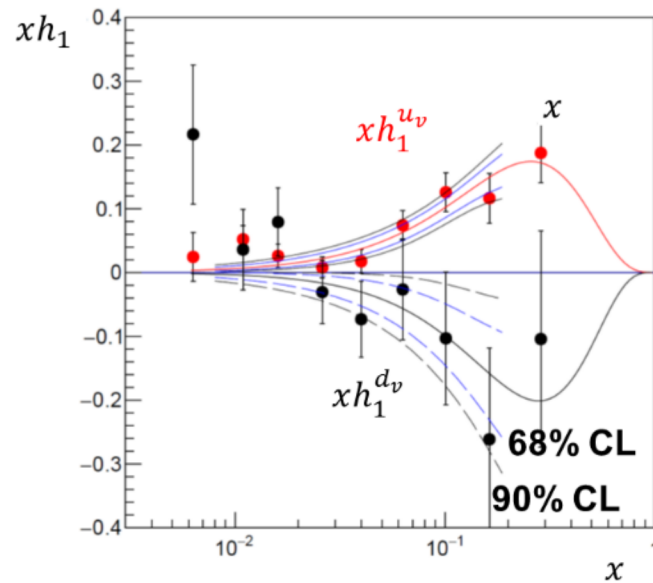 xh₁
0.4
0.3
0.2
0.1
0
−0.1
−0.2
−0.3
−0.4
xh₁ᵘᵛ
x
xh₁ᵈᵛ
68% CL
90% CL
10⁻²
10⁻¹
1
x